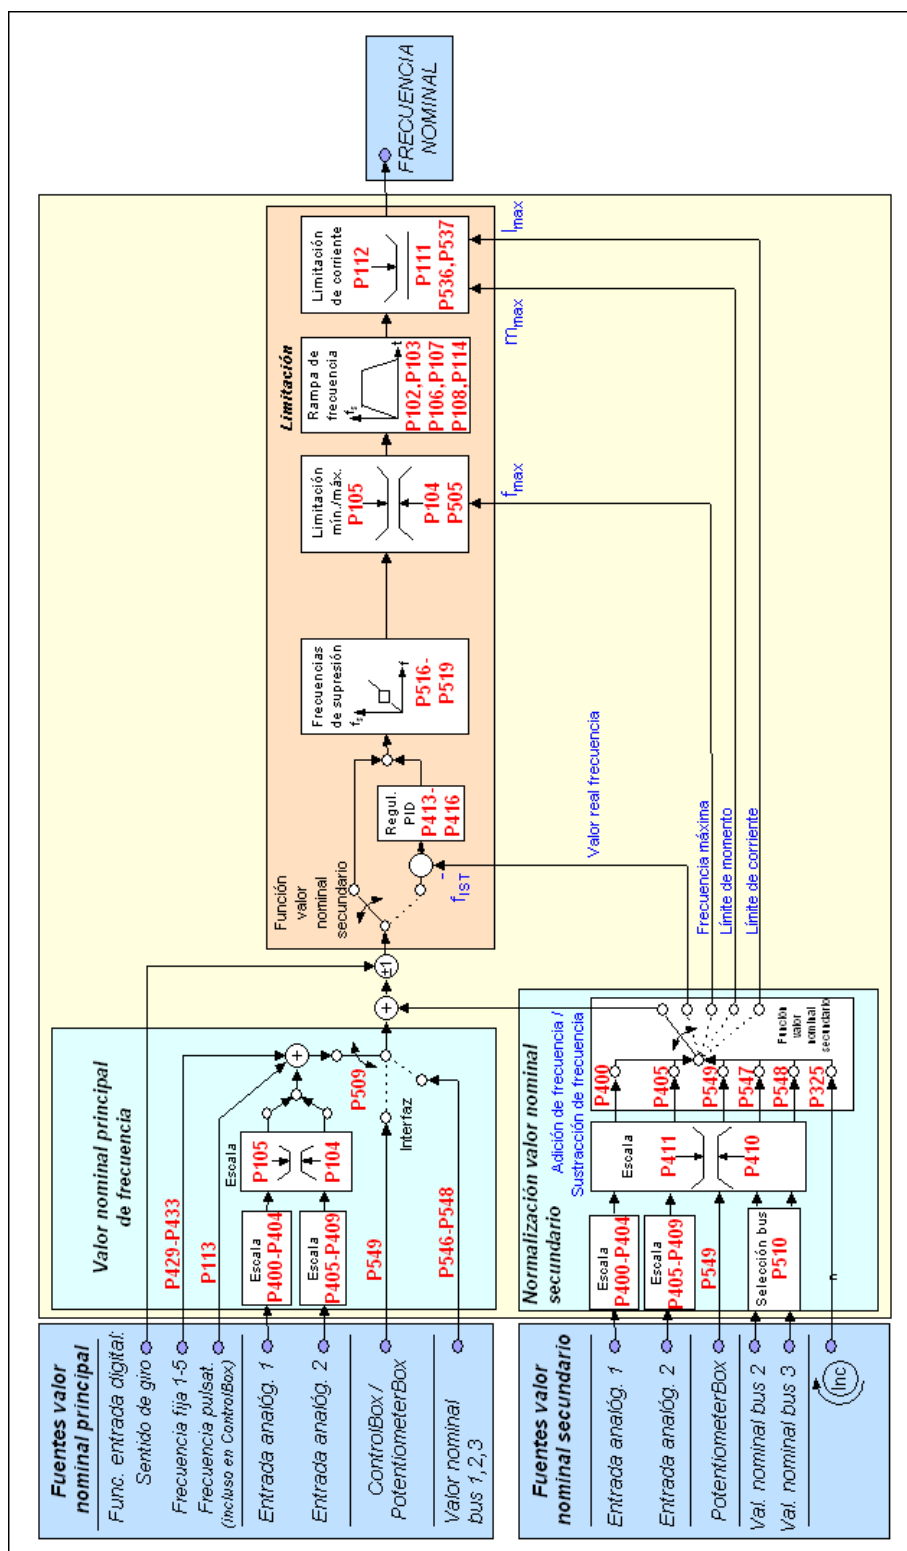 Fuentes valor
nominal principal
Func. entrada digital:
Sentido de giro
Frecuencia fija 1-5
Frecuencia pulsat.
(incluso en ControlBox)
Entrada analóg. 1
Entrada analóg. 2
ControlBox /
PotentiometerBox
Valor nominal
bus 1,2,3
Valor nominal principal
de frecuencia
P429-P433
P113
Escala
P400-P404
Escala
P405-P409
P549
P546-P548
Escala
P105
P104
+
P509
Interfaz
+
±1
Función
valor
nominal
secundario
Regul.
PID
P413-
P416
-
fIST
Frecuencias
de supresión
fs
f
P516-
P519
Limitación
Limitación
mín./máx.
P105
P104
P505
Rampa de
frecuencia
fs
t
P102,P103
P106,P107
P108,P114
Limitación
de corriente
P112
P111
P536,P537
FRECUENCIA
NOMINAL
fmax
mmax
Imax
Valor real frecuencia
Frecuencia máxima
Límite de momento
Límite de corriente
Fuentes valor
nominal secundario
Entrada analóg. 1
Entrada analóg. 2
PotentiometerBox
Val. nominal bus 2
Val. nominal bus 3
Inc
Normalización valor nominal
secundario
Adición de frecuencia /
Sustracción de frecuencia
Escala
P400-P404
Escala
P405-P409
P549
Selección bus
P510
n
Escala
P411
P410
P400
P405
P549
P547
P548
P325
Función
valor
nominal
secundario